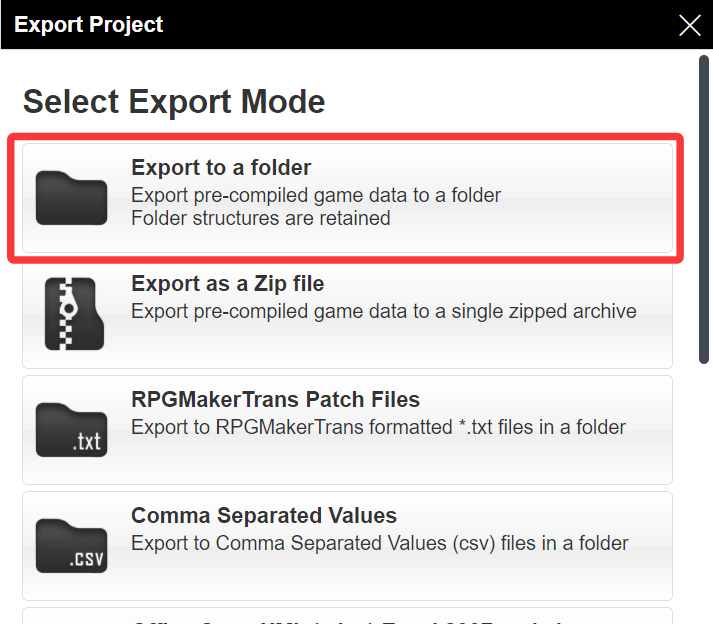 Export Project
Select Export Mode
Export to a folder
Export pre-compiled game data to a folder
Folder structures are retained
Export as a Zip file
Export pre-compiled game data to a single zipped archive
RPGMakerTrans Patch Files
.txt
Export to RPGMakerTrans formatted *.txt files in a folder
Comma Separated Values
.csv
Export to Comma Separated Values (csv) files in a folder